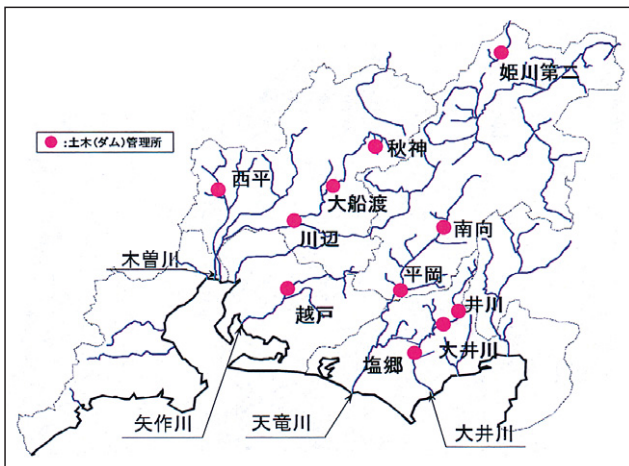 姫川第二
●:土木(ダム)管理所
秋神
西平
大船渡
川辺
南向
木曽川
平岡
越戸
井川
大井川
塩郷
矢作川
天竜川
大井川